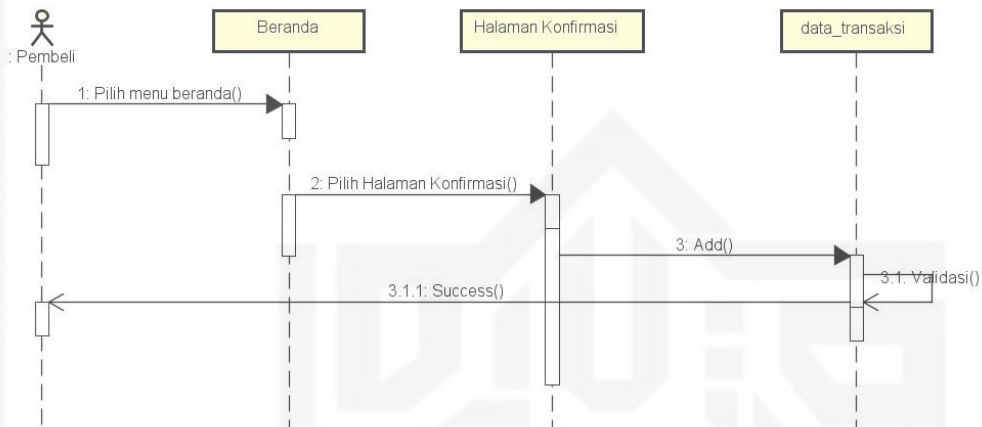 Beranda
Halaman Konfirmasi
data_transaksi
: Pembeli
1: Pilih menu beranda()
2: Pilih Halaman Konfirmasi()
3: Add()
3.1: Validasi()
3.1.1: Success()